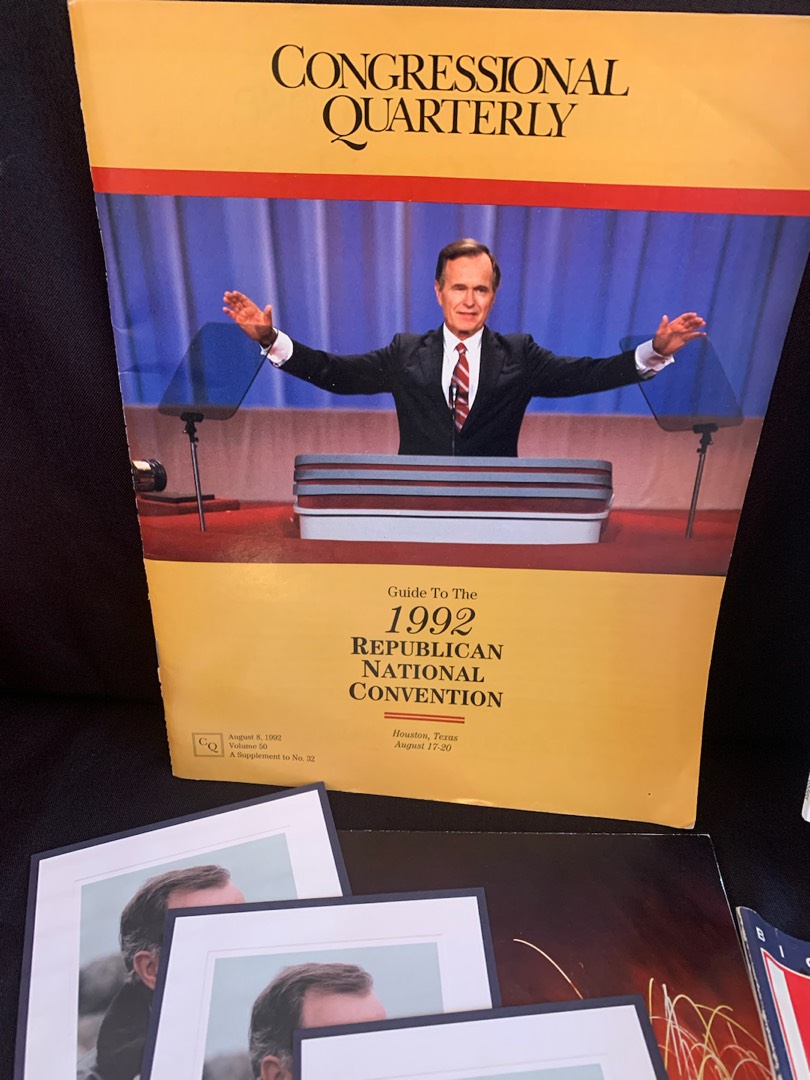 CONGRESSIONAL
QUARTERLY
Guide To The
1992
REPUBLICAN
NATIONAL
CONVENTION
Houston, Texas
August 17-20
CQ
August 8, 1992
Volume 50
A Supplement to No. 32